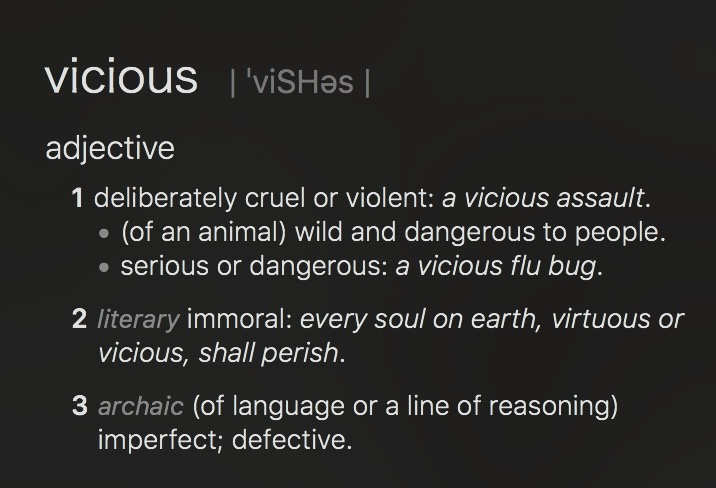 vicious | ˈviSHəs |
adjective
1 deliberately cruel or violent: a vicious assault.
• (of an animal) wild and dangerous to people.
• serious or dangerous: a vicious flu bug.
2 literary immoral: every soul on earth, virtuous or
vicious, shall perish.
3 archaic (of language or a line of reasoning)
imperfect; defective.